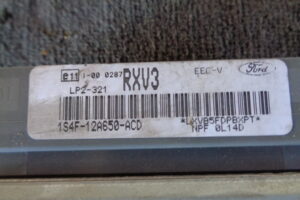 e11 1-00 0287 RXV3 EEC-V Ford
LP2-321
1S4F-12A650-ACD
NPF 0L14D